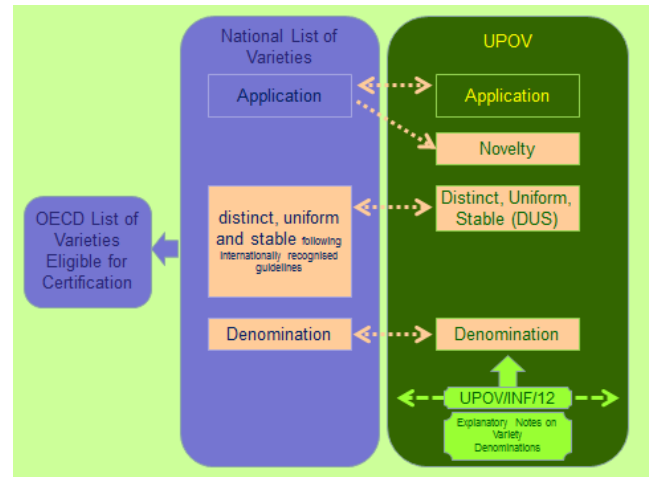 National List of
Varieties
Application
distinct, uniform
and stable following
internationally recognised
guidelines
Denomination
UPOV
Application
Novelty
Distinct, Uniform,
Stable (DUS)
Denomination
UPOV/INF/12
Explanatory Notes on
Variety
Denominations
OECD List of
Varieties
Eligible for
Certification